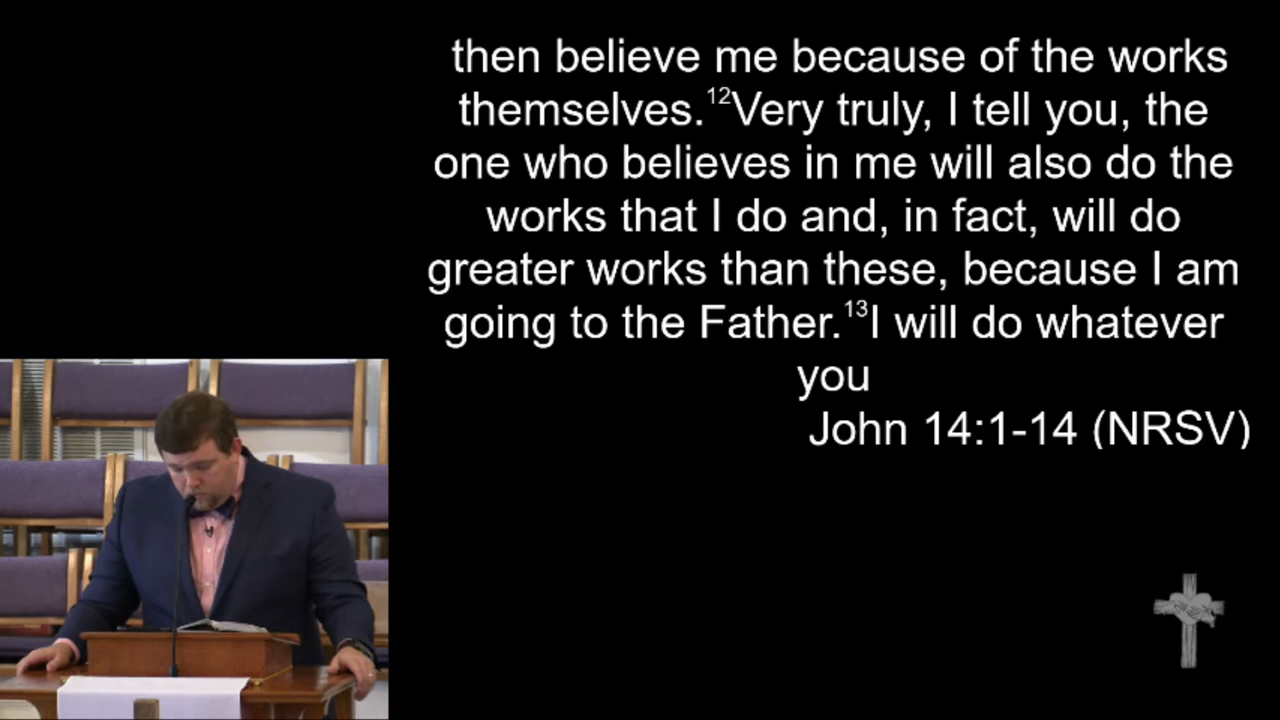 then believe me because of the works
themselves.¹²Very truly, I tell you, the
one who believes in me will also do the
works that I do and, in fact, will do
greater works than these, because I am
going to the Father.¹³I will do whatever
you
John 14:1-14 (NRSV)